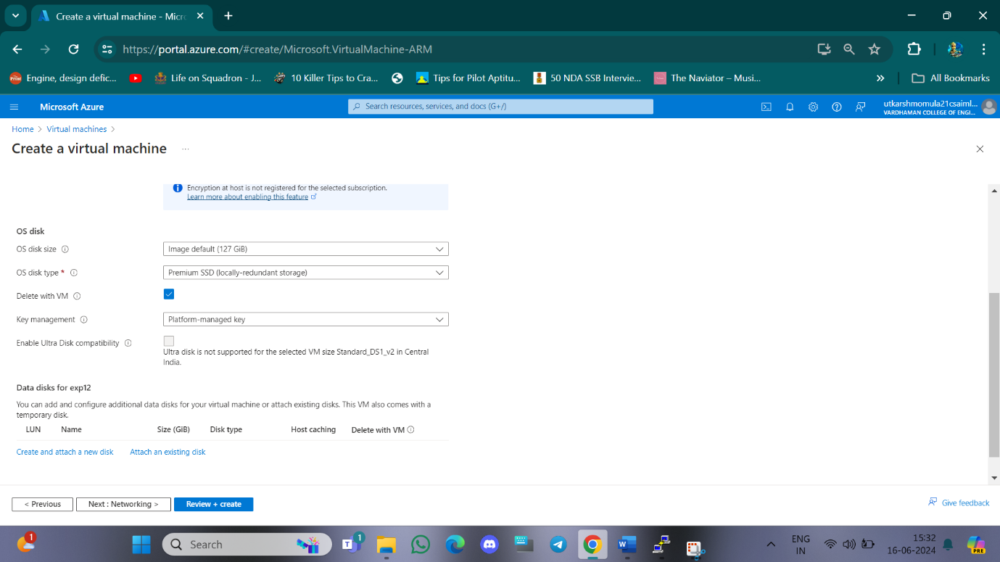 Create a virtual machine - Micr
https://portal.azure.com/#create/Microsoft.VirtualMachine-ARM
Print
Engine, design defic...
Life on Squadron - J...
10 Killer Tips to Cra...
Tips for Pilot Aptitu...
50 NDA SSB Intervie...
The Naviator – Musi...
All Bookmarks
Microsoft Azure
Search resources, services, and docs (G+/)
utkarshmomula21csaiml...
VARDHAMAN COLLEGE OF ENGI...
Home > Virtual machines >
Create a virtual machine ...
Encryption at host is not registered for the selected subscription.
Learn more about enabling this feature
OS disk
OS disk size
Image default (127 GiB)
OS disk type *
Premium SSD (locally-redundant storage)
Delete with VM
Key management
Platform-managed key
Enable Ultra Disk compatibility
Ultra disk is not supported for the selected VM size Standard_DS1_v2 in Central
India.
Data disks for exp12
You can add and configure additional data disks for your virtual machine or attach existing disks. This VM also comes with a
temporary disk.
LUN Name Size (GiB) Disk type Host caching Delete with VM
Create and attach a new disk Attach an existing disk
< Previous
Next : Networking >
Review + create
Give feedback
1
Search
T
1
ENG
IN
15:32
16-06-2024
PRE